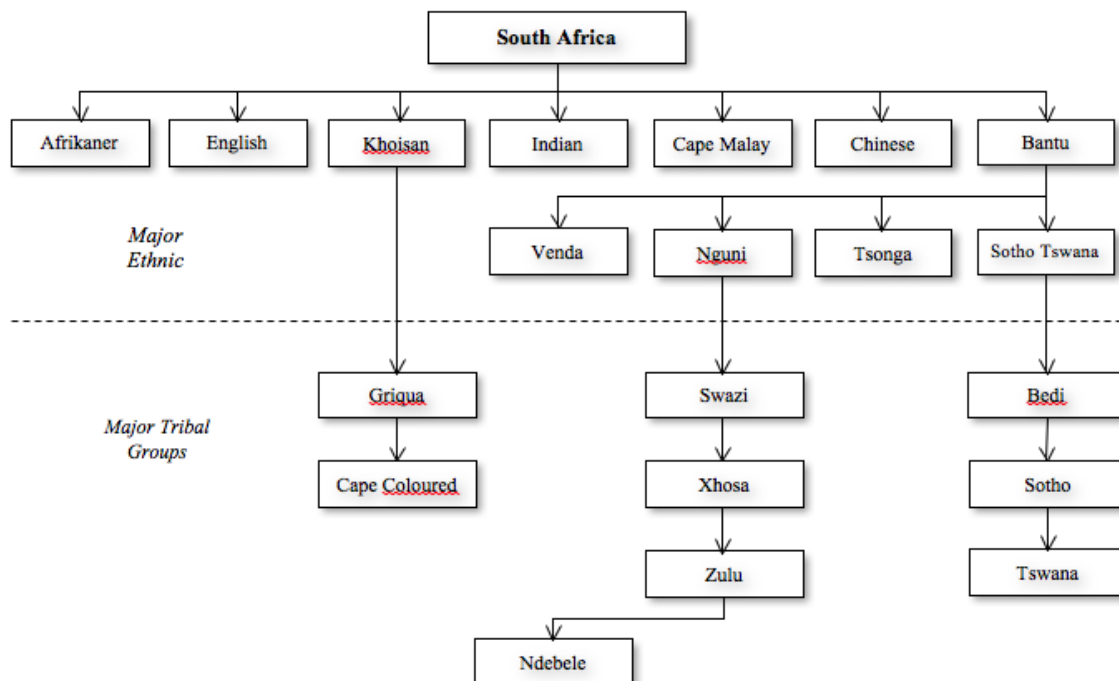 South Africa
Afrikaner
English
Khoisan
Indian
Cape Malay
Chinese
Bantu
Major
Ethnic
Venda
Nguni
Tsonga
Sotho Tswana
Major Tribal
Groups
Griqua
Swazi
Bedi
Cape Coloured
Xhosa
Sotho
Zulu
Tswana
Ndebele